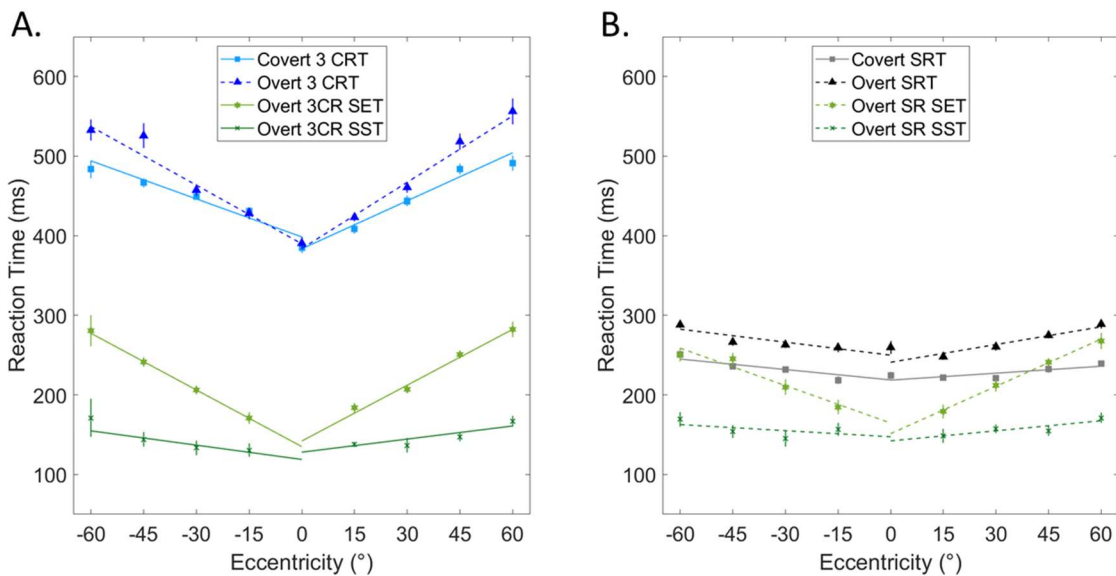 A.
Covert 3 CRT
Overt 3 CRT
Overt 3CR SET
Overt 3CR SST
600
500
400
300
200
100
Reaction Time (ms)
-60 -45 -30 -15 0 15 30 45 60
Eccentricity (°)
B.
Covert SRT
Overt SRT
Overt SR SET
Overt SR SST
600
500
400
300
200
100
Reaction Time (ms)
-60 -45 -30 -15 0 15 30 45 60
Eccentricity (°)